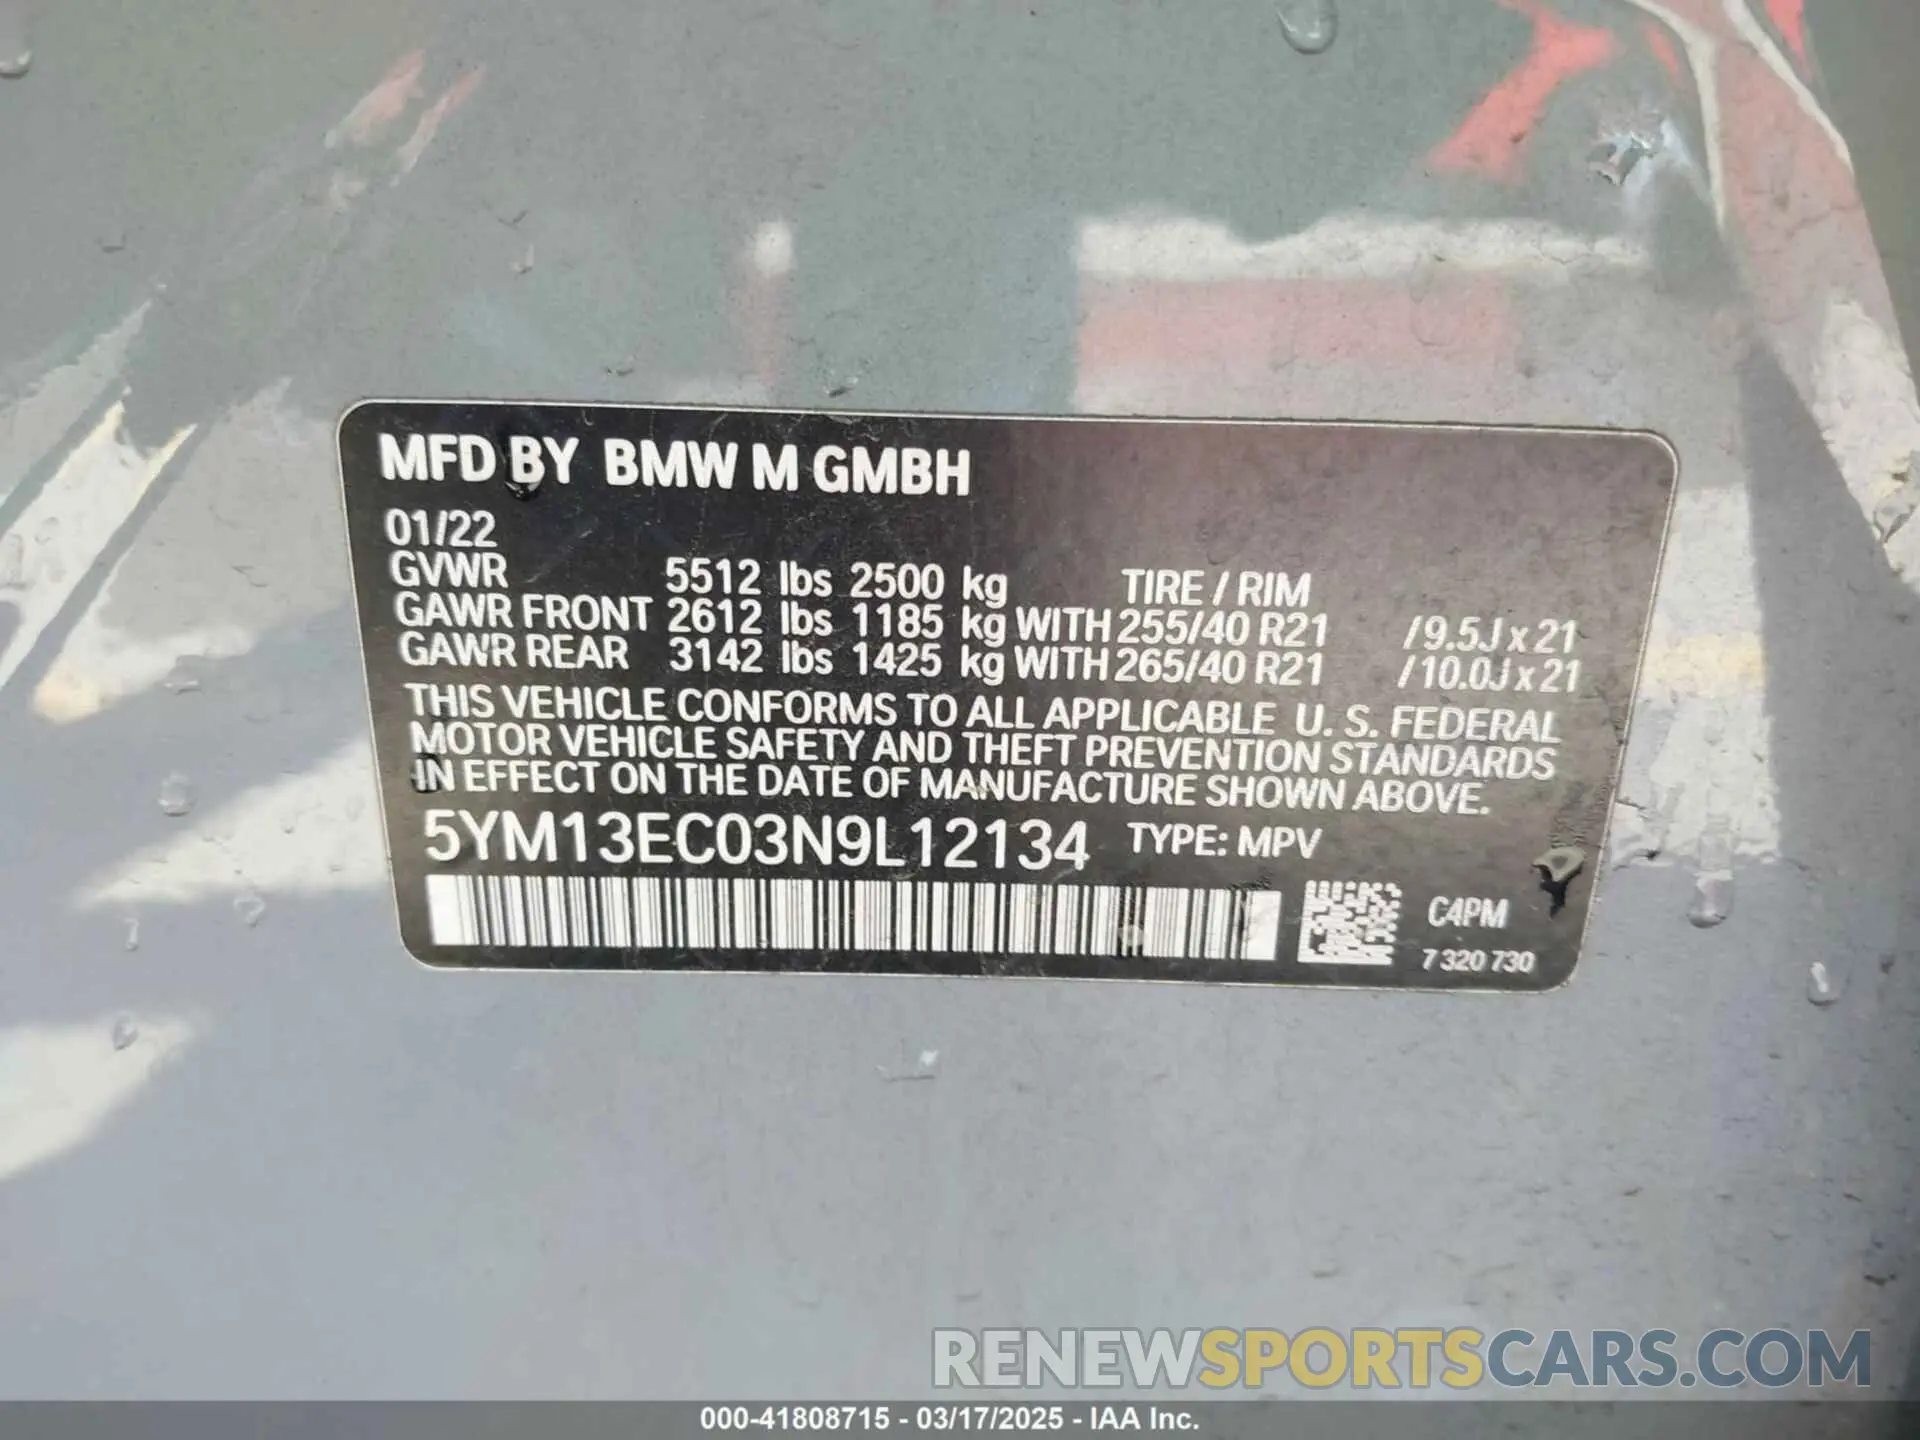 MFD BY BMW M GMBH
01/22
GVWR 5512 lbs 2500 kg TIRE / RIM
GAWR FRONT 2612 lbs 1185 kg WITH 255/40 R21 /9.5J x 21
GAWR REAR 3142 lbs 1425 kg WITH 265/40 R21 /10.0J x 21
THIS VEHICLE CONFORMS TO ALL APPLICABLE U. S. FEDERAL
MOTOR VEHICLE SAFETY AND THEFT PREVENTION STANDARDS
IN EFFECT ON THE DATE OF MANUFACTURE SHOWN ABOVE.
5YM13EC03N9L12134 TYPE: MPV
C4PM
7 320 730
RENEWSPORTSCARS.COM
000-41808715 - 03/17/2025 - IAA Inc.